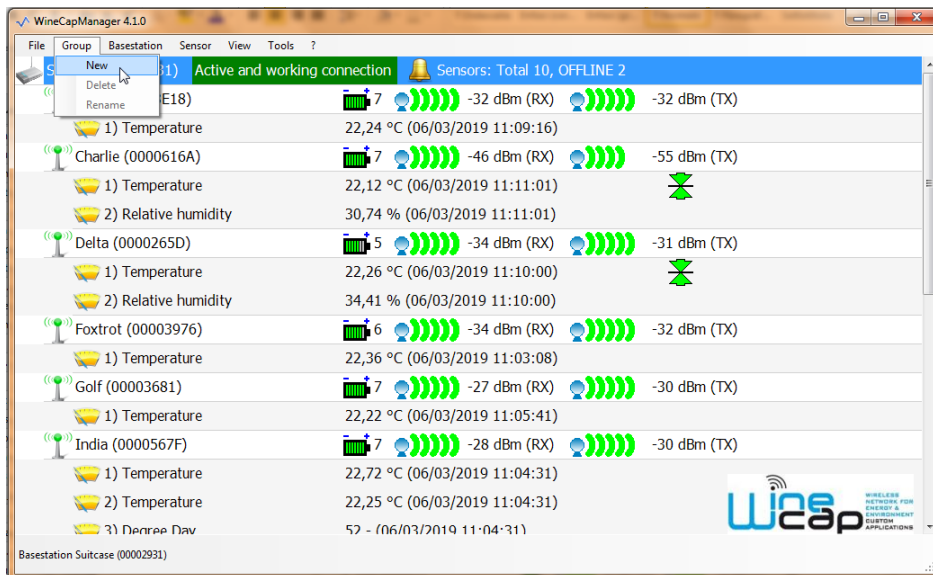 WineCapManager 4.1.0
File Group Basestation Sensor View Tools ?
New
Delete
Rename
S 31) Active and working connection Sensors: Total 10, OFFLINE 2
E18) 7 -32 dBm (RX) -32 dBm (TX)
1) Temperature 22,24 °C (06/03/2019 11:09:16)
Charlie (0000616A) 7 -46 dBm (RX) -55 dBm (TX)
1) Temperature 22,12 °C (06/03/2019 11:11:01)
2) Relative humidity 30,74 % (06/03/2019 11:11:01)
Delta (0000265D) 5 -34 dBm (RX) -31 dBm (TX)
1) Temperature 22,26 °C (06/03/2019 11:10:00)
2) Relative humidity 34,41 % (06/03/2019 11:10:00)
Foxtrot (00003976) 6 -34 dBm (RX) -32 dBm (TX)
1) Temperature 22,36 °C (06/03/2019 11:03:08)
Golf (00003681) 7 -27 dBm (RX) -30 dBm (TX)
1) Temperature 22,22 °C (06/03/2019 11:05:41)
India (0000567F) 7 -28 dBm (RX) -30 dBm (TX)
1) Temperature 22,72 °C (06/03/2019 11:04:31)
2) Temperature 22,25 °C (06/03/2019 11:04:31)
3) Degree Day 52 - (06/03/2019 11:04:31)
winecap
WIRELESS
NETWORK FOR
ENERGY &
ENVIRONMENT
CUSTOM
APPLICATIONS
Basestation Suitcase (00002931)